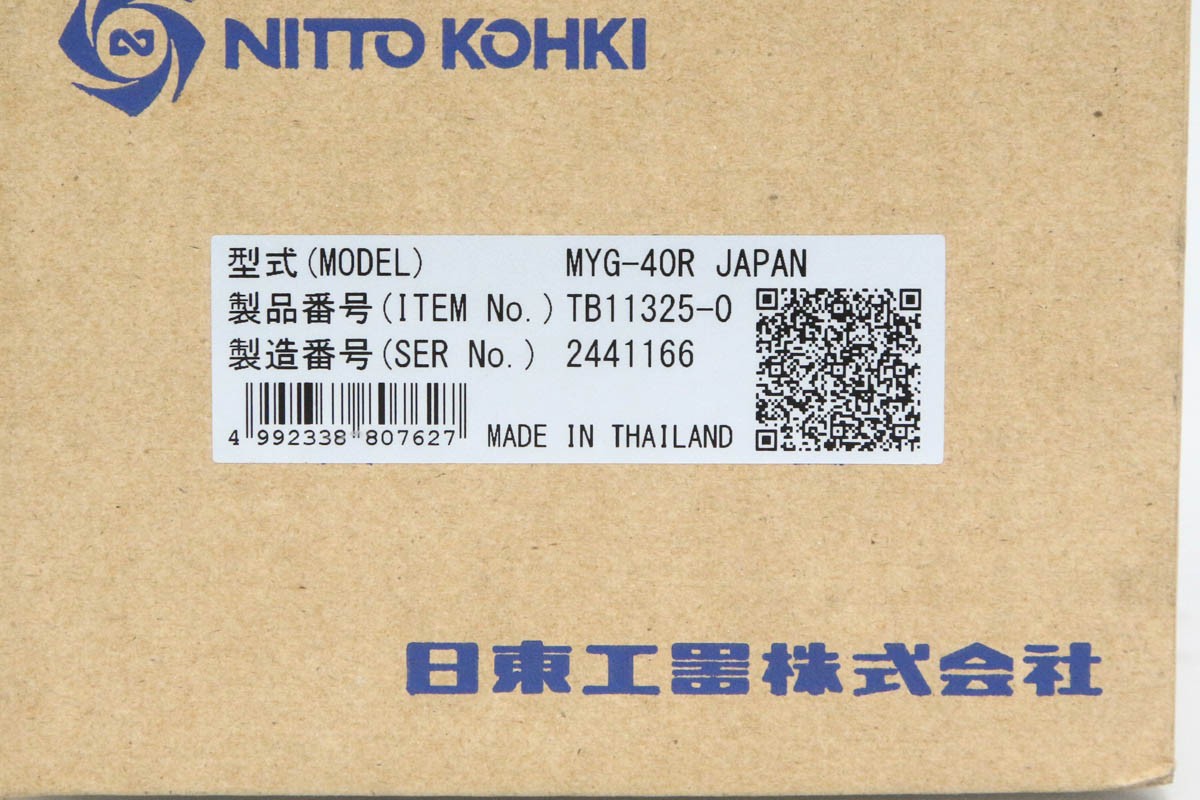 NITTO KOHKI
型式(MODEL) MYG-40R JAPAN
製品番号(ITEM No.) TB11325-0
製造番号(SER No.) 2441166
4 992338 807627
MADE IN THAILAND
日東工器株式会社